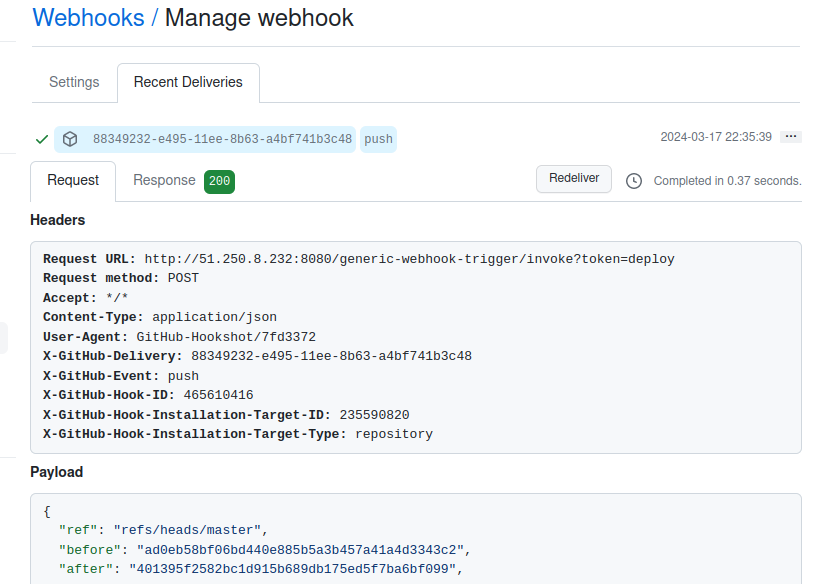 Webhooks / Manage webhook
Settings Recent Deliveries
88349232-e495-11ee-8b63-a4bf741b3c48 push 2024-03-17 22:35:39 ...
Request Response 200 Redeliver Completed in 0.37 seconds.
Headers
Request URL: http://51.250.8.232:8080/generic-webhook-trigger/invoke?token=deploy
Request method: POST
Accept: */*
Content-Type: application/json
User-Agent: GitHub-Hookshot/7fd3372
X-GitHub-Delivery: 88349232-e495-11ee-8b63-a4bf741b3c48
X-GitHub-Event: push
X-GitHub-Hook-ID: 465610416
X-GitHub-Hook-Installation-Target-ID: 235590820
X-GitHub-Hook-Installation-Target-Type: repository
Payload
{
"ref": "refs/heads/master",
"before": "ad0eb58bf06bd440e885b5a3b457a41a4d3343c2",
"after": "401395f2582bc1d915b689db175ed5f7ba6bf099",